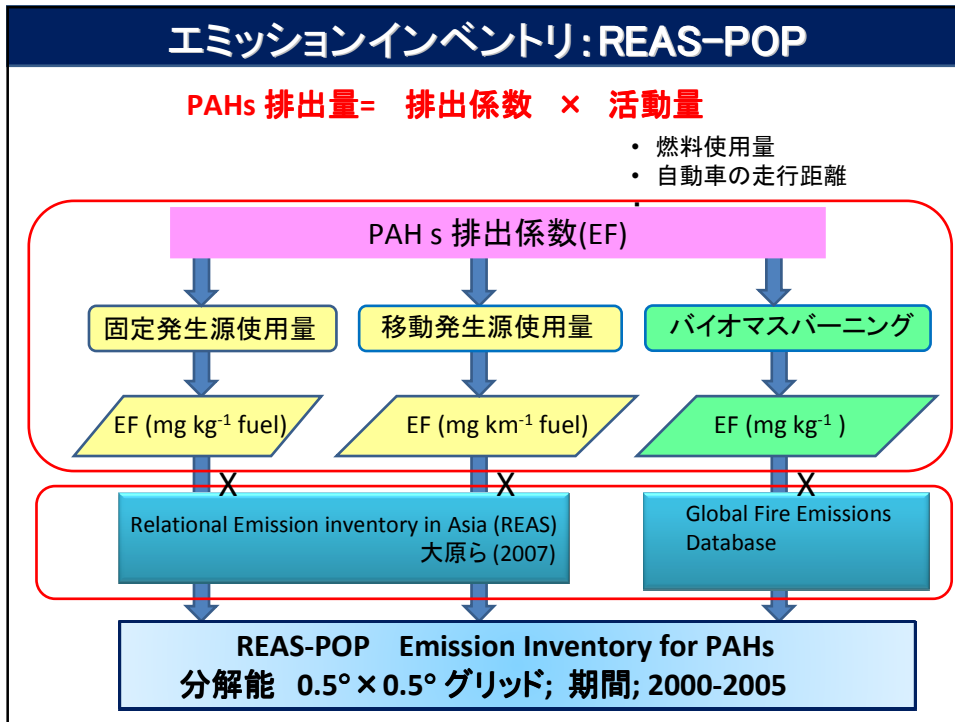 エミッションインベントリ：REAS-POP
PAHs 排出量= 排出係数 × 活動量
• 燃料使用量
• 自動車の走行距離
•
PAH s 排出係数(EF)
固定発生源使用量
移動発生源使用量
バイオマスバーニング
EF (mg kg⁻¹ fuel)
EF (mg km⁻¹ fuel)
EF (mg kg⁻¹ )
X
X
X
Relational Emission inventory in Asia (REAS)
大原ら (2007)
Global Fire Emissions
Database
REAS-POP Emission Inventory for PAHs
分解能 0.5°×0.5° グリッド; 期間; 2000-2005